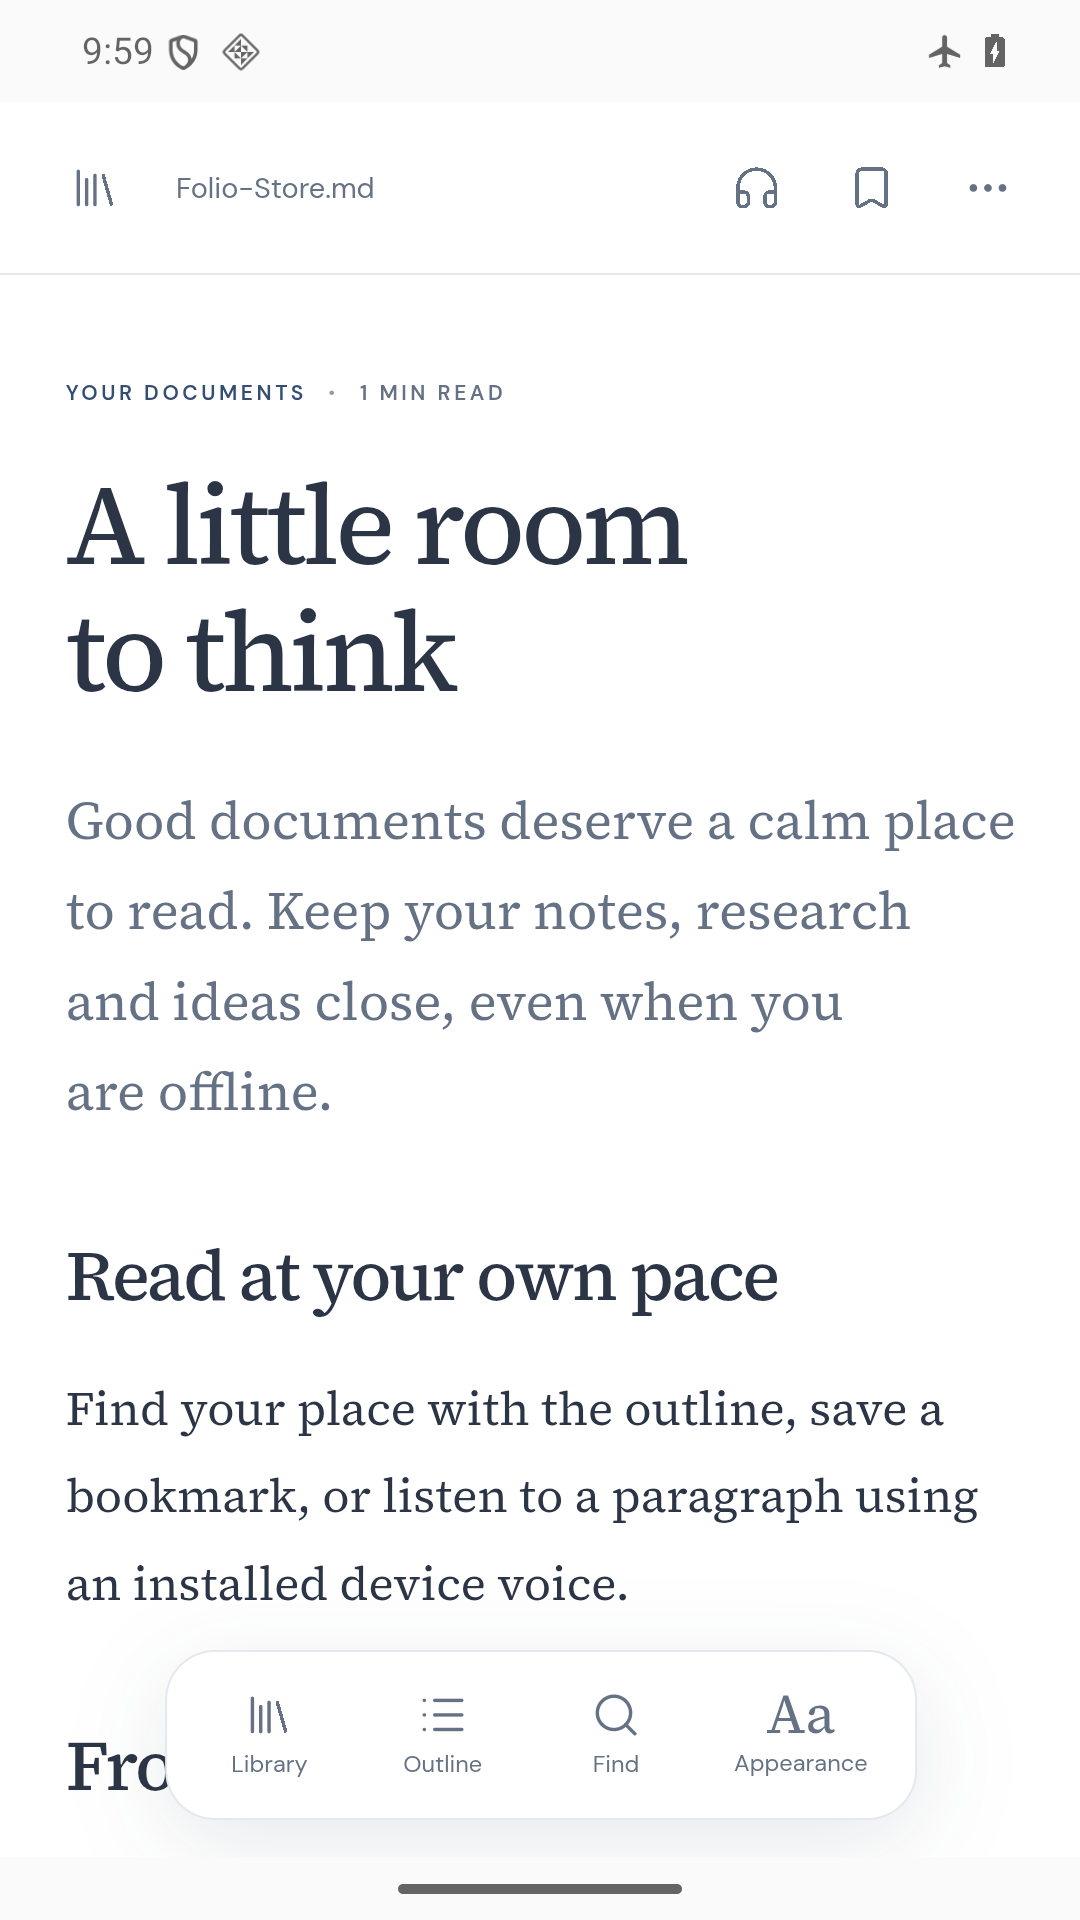 9:59
Folio-Store.md
YOUR DOCUMENTS · 1 MIN READ
A little room
to think
Good documents deserve a calm place
to read. Keep your notes, research
and ideas close, even when you
are offline.
Read at your own pace
Find your place with the outline, save a
bookmark, or listen to a paragraph using
an installed device voice.
Library
Outline
Find
Aa
Appearance